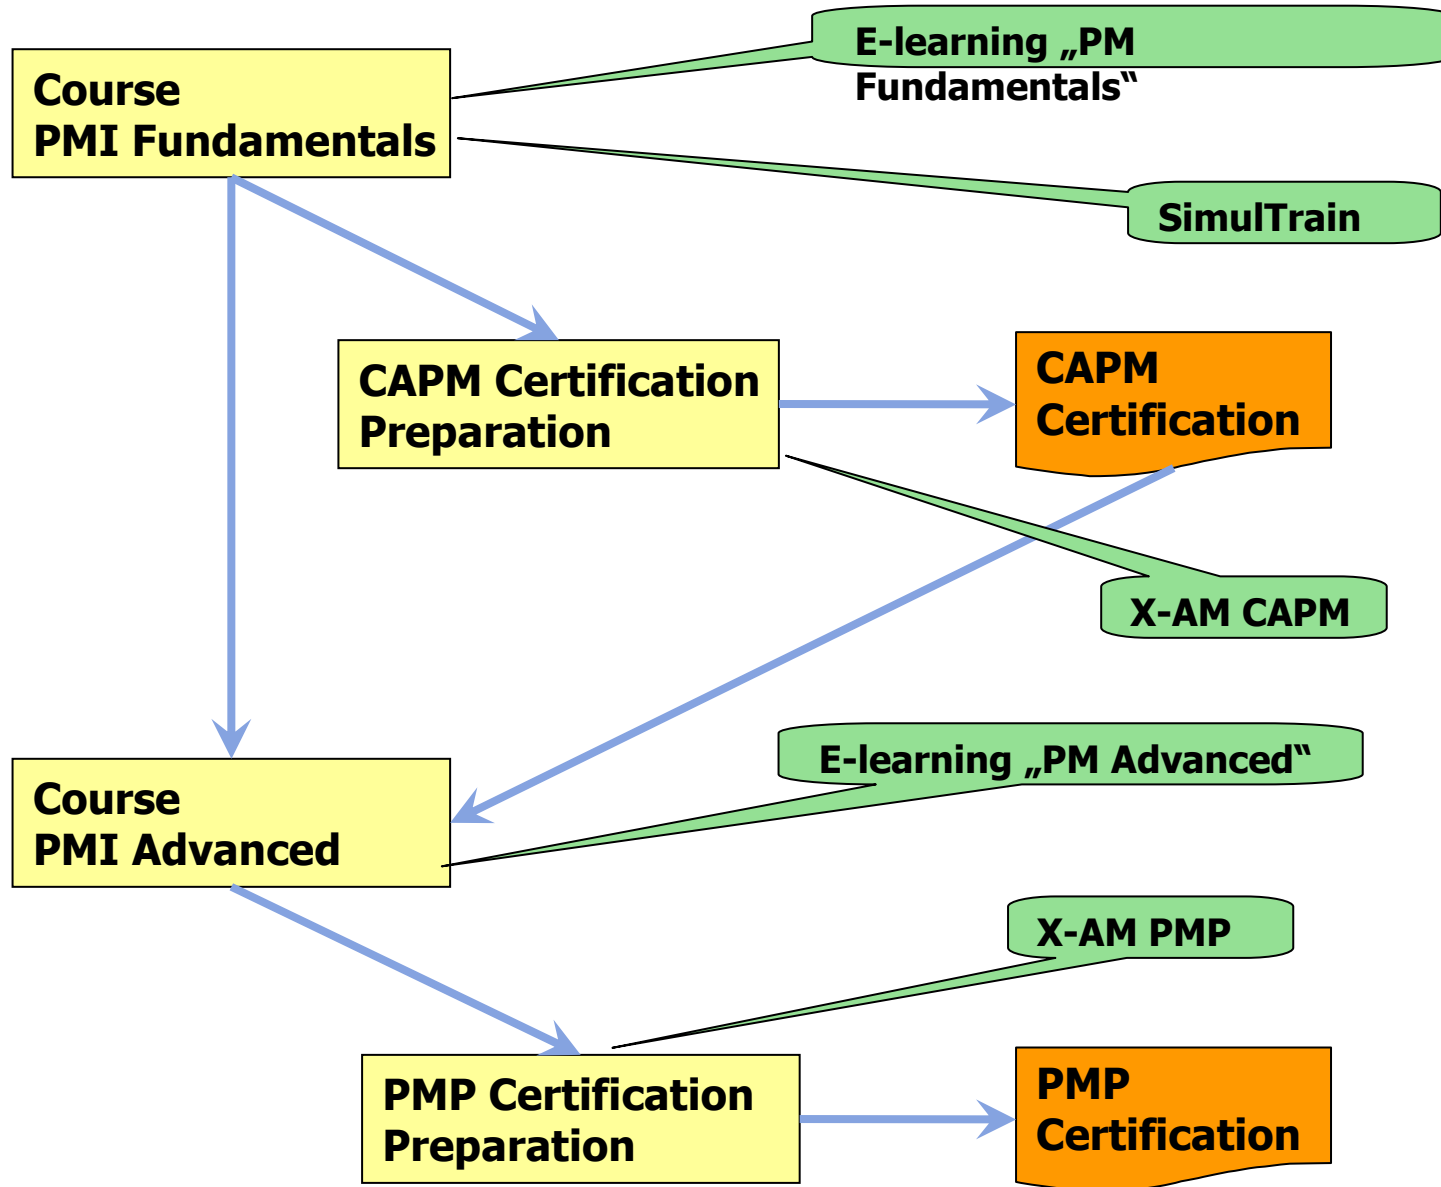 E-learning „PM
Fundamentals‟
Course
PMI Fundamentals
SimulTrain
CAPM Certification
Preparation
CAPM
Certification
X-AM CAPM
E-learning „PM Advanced‟
Course
PMI Advanced
X-AM PMP
PMP Certification
Preparation
PMP
Certification